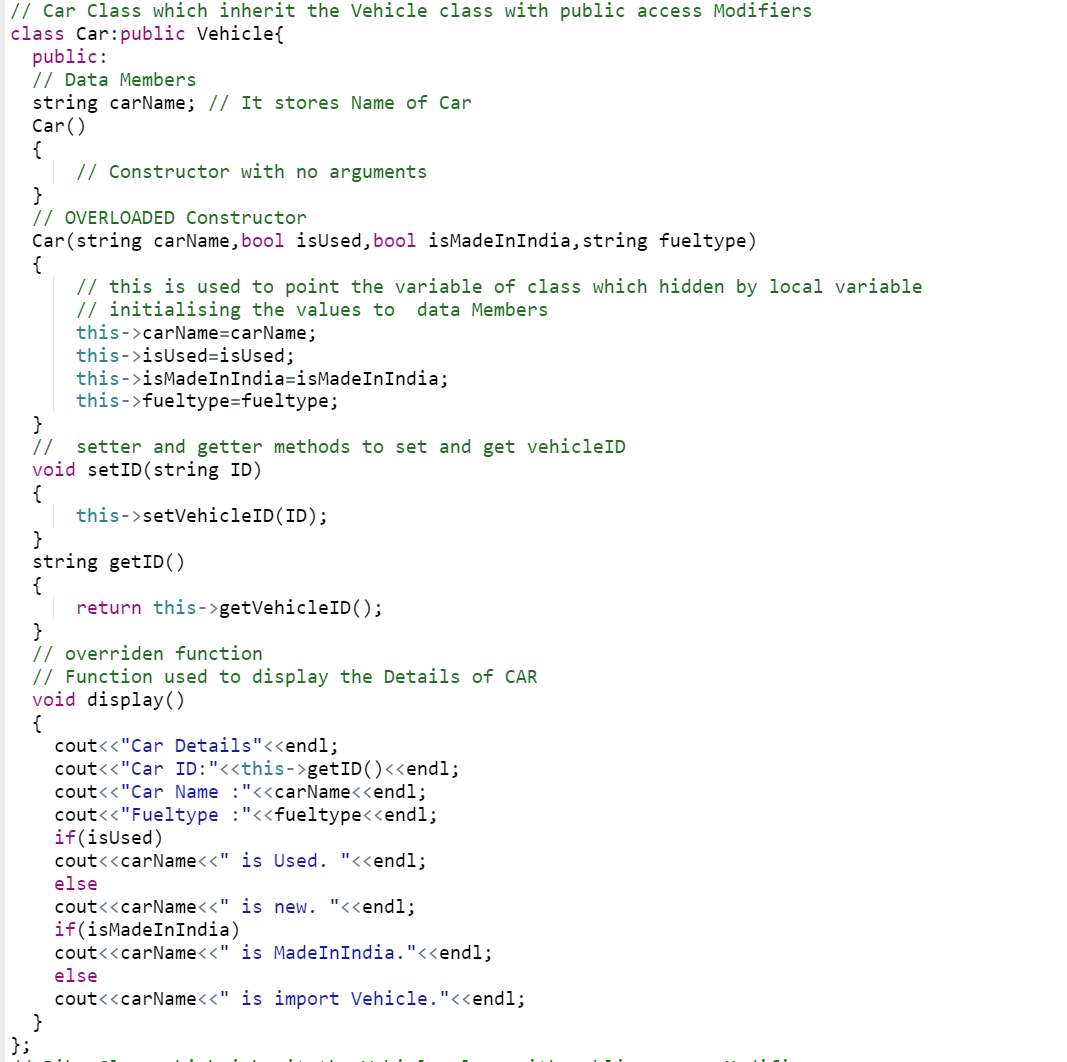 // Car Class which inherit the Vehicle class with public access Modifiers
class Car:public Vehicle{
  public:
  // Data Members
  string carName; // It stores Name of Car
  Car()
  {
      // Constructor with no arguments
  }
  // OVERLOADED Constructor
  Car(string carName,bool isUsed,bool isMadeInIndia,string fueltype)
  {
      // this is used to point the variable of class which hidden by local variable
      // initialising the values to  data Members
      this->carName=carName;
      this->isUsed=isUsed;
      this->isMadeInIndia=isMadeInIndia;
      this->fueltype=fueltype;
  }
  //  setter and getter methods to set and get vehicleID
  void setID(string ID)
  {
      this->setVehicleID(ID);
  }
  string getID()
  {
      return this->getVehicleID();
  }
  // overriden function
  // Function used to display the Details of CAR
  void display()
  {
    cout<<"Car Details"<<endl;
    cout<<"Car ID:"<<this->getID()<<endl;
    cout<<"Car Name :"<<carName<<endl;
    cout<<"Fueltype :"<<fueltype<<endl;
    if(isUsed)
    cout<<carName<<" is Used. "<<endl;
    else
    cout<<carName<<" is new. "<<endl;
    if(isMadeInIndia)
    cout<<carName<<" is MadeInIndia."<<endl;
    else
    cout<<carName<<" is import Vehicle."<<endl;
  }
};